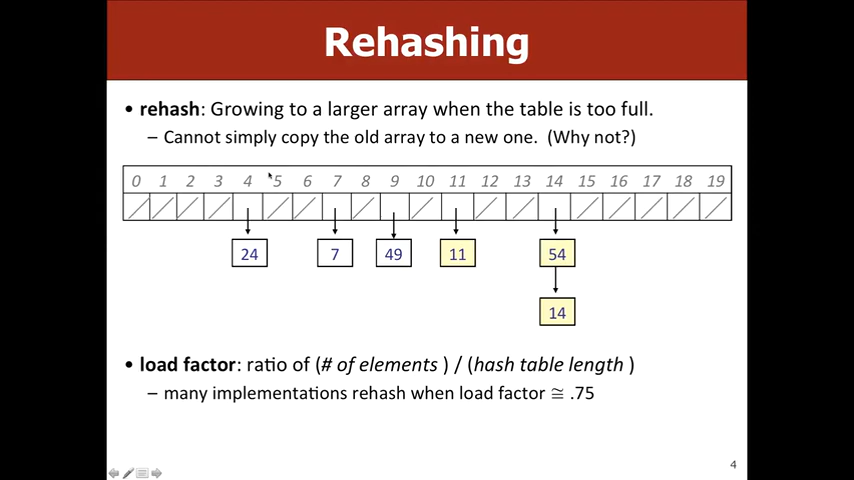 Rehashing
• rehash: Growing to a larger array when the table is too full.
– Cannot simply copy the old array to a new one. (Why not?)
0 1 2 3 4 5 6 7 8 9 10 11 12 13 14 15 16 17 18 19
24 7 49 11 54
14
• load factor: ratio of (# of elements ) / (hash table length )
– many implementations rehash when load factor ≅ .75
4